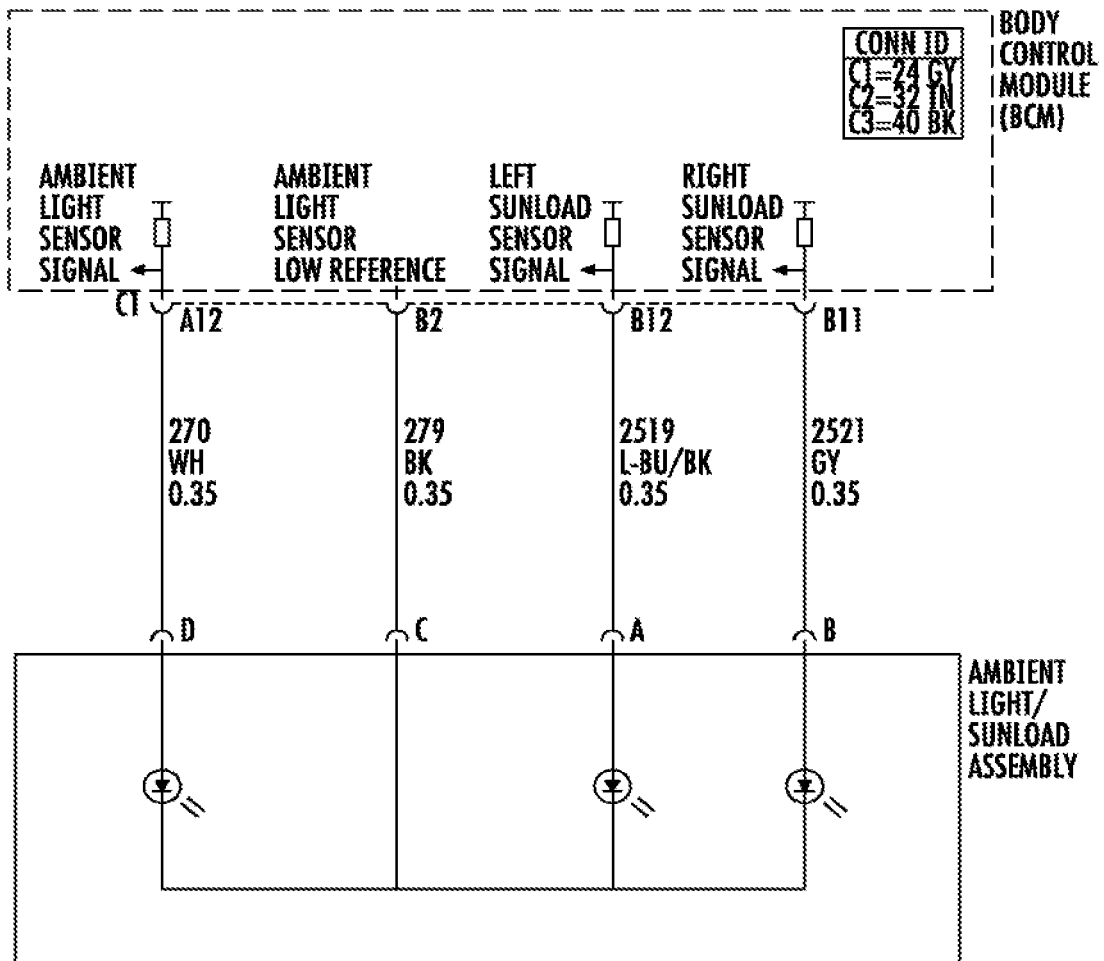 BODY
CONTROL
MODULE
(BCM)
CONN ID
C1=24 GY
C2=32 TN
C3=40 BK
AMBIENT
LIGHT
SENSOR
SIGNAL
AMBIENT
LIGHT
SENSOR
LOW REFERENCE
LEFT
SUNLOAD
SENSOR
SIGNAL
RIGHT
SUNLOAD
SENSOR
SIGNAL
C1
A12
B2
B12
B11
270
WH
0.35
279
BK
0.35
2519
L-BU/BK
0.35
2521
GY
0.35
D
C
A
B
AMBIENT
LIGHT/
SUNLOAD
ASSEMBLY